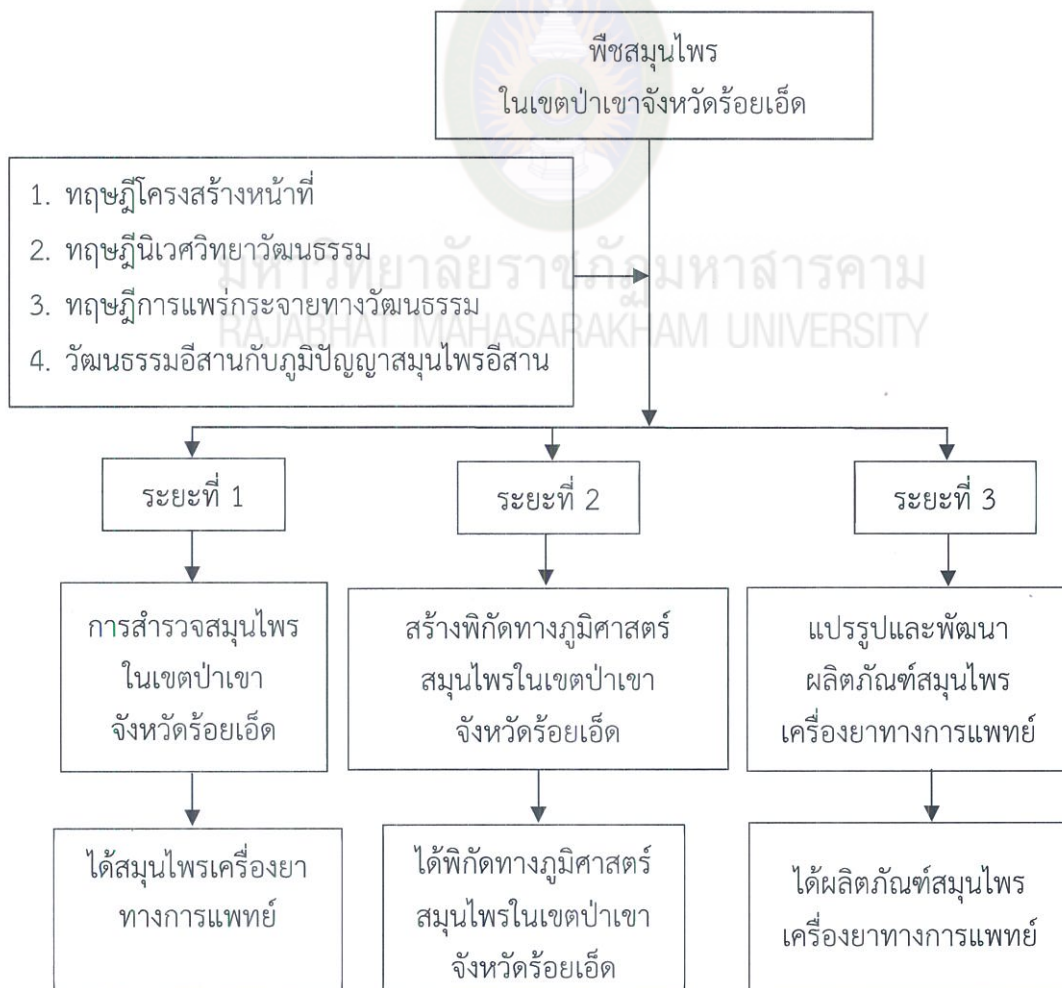 พืชสมุนไพร
ในเขตป่าเขาจังหวัดร้อยเอ็ด
1. ทฤษฎีโครงสร้างหน้าที่
2. ทฤษฎีนิเวศวิทยาวัฒนธรรม
3. ทฤษฎีการแพร่กระจายทางวัฒนธรรม
4. วัฒนธรรมอีสานกับภูมิปัญญาสมุนไพรอีสาน
มหาวิทยาลัยราชภัฏมหาสารคาม
RAJABHAT MAHASARAKHAM UNIVERSITY
ระยะที่ 1
ระยะที่ 2
ระยะที่ 3
การสำรวจสมุนไพร
ในเขตป่าเขา
จังหวัดร้อยเอ็ด
สร้างพิกัดทางภูมิศาสตร์
สมุนไพรในเขตป่าเขา
จังหวัดร้อยเอ็ด
แปรรูปและพัฒนา
ผลิตภัณฑ์สมุนไพร
เครื่องยาทางการแพทย์
ได้สมุนไพรเครื่องยา
ทางการแพทย์
ได้พิกัดทางภูมิศาสตร์
สมุนไพรในเขตป่าเขา
จังหวัดร้อยเอ็ด
ได้ผลิตภัณฑ์สมุนไพร
เครื่องยาทางการแพทย์